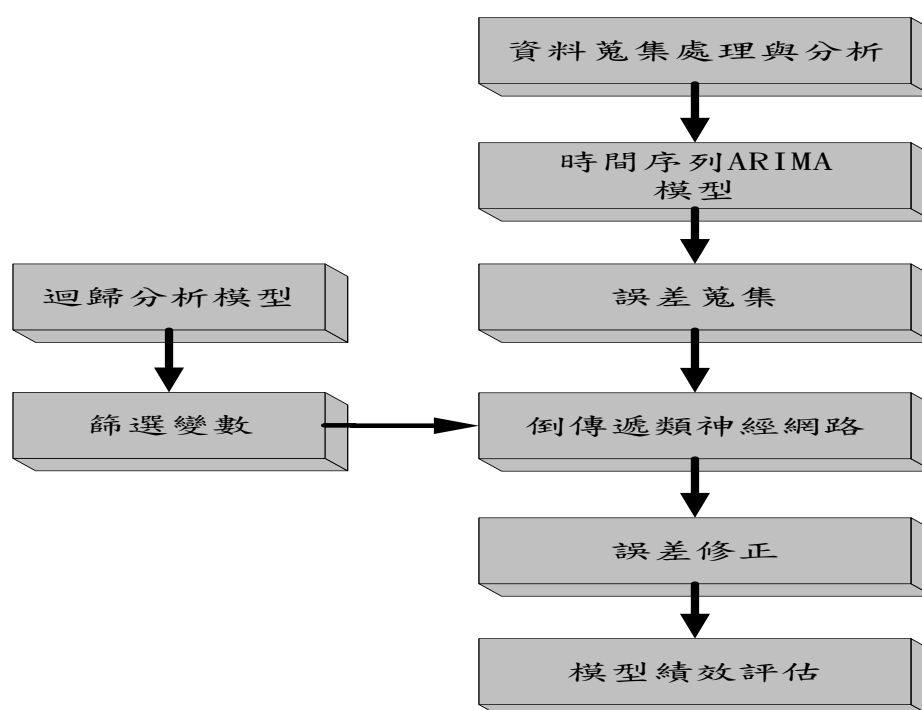 資料蒐集處理與分析
時間序列ARIMA
模型
迴歸分析模型
誤差蒐集
篩選變數
倒傳遞類神經網路
誤差修正
模型績效評估